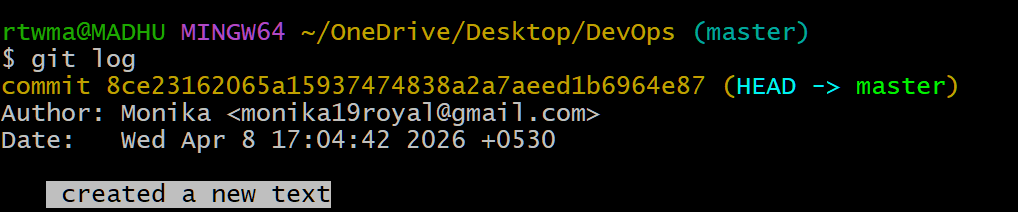 rtwma@MADHU MINGW64 ~/OneDrive/Desktop/DevOps (master)
$ git log
commit 8ce23162065a15937474838a2a7aeed1b6964e87 (HEAD -> master)
Author: Monika <monika19royal@gmail.com>
Date:   Wed Apr 8 17:04:42 2026 +0530
created a new text